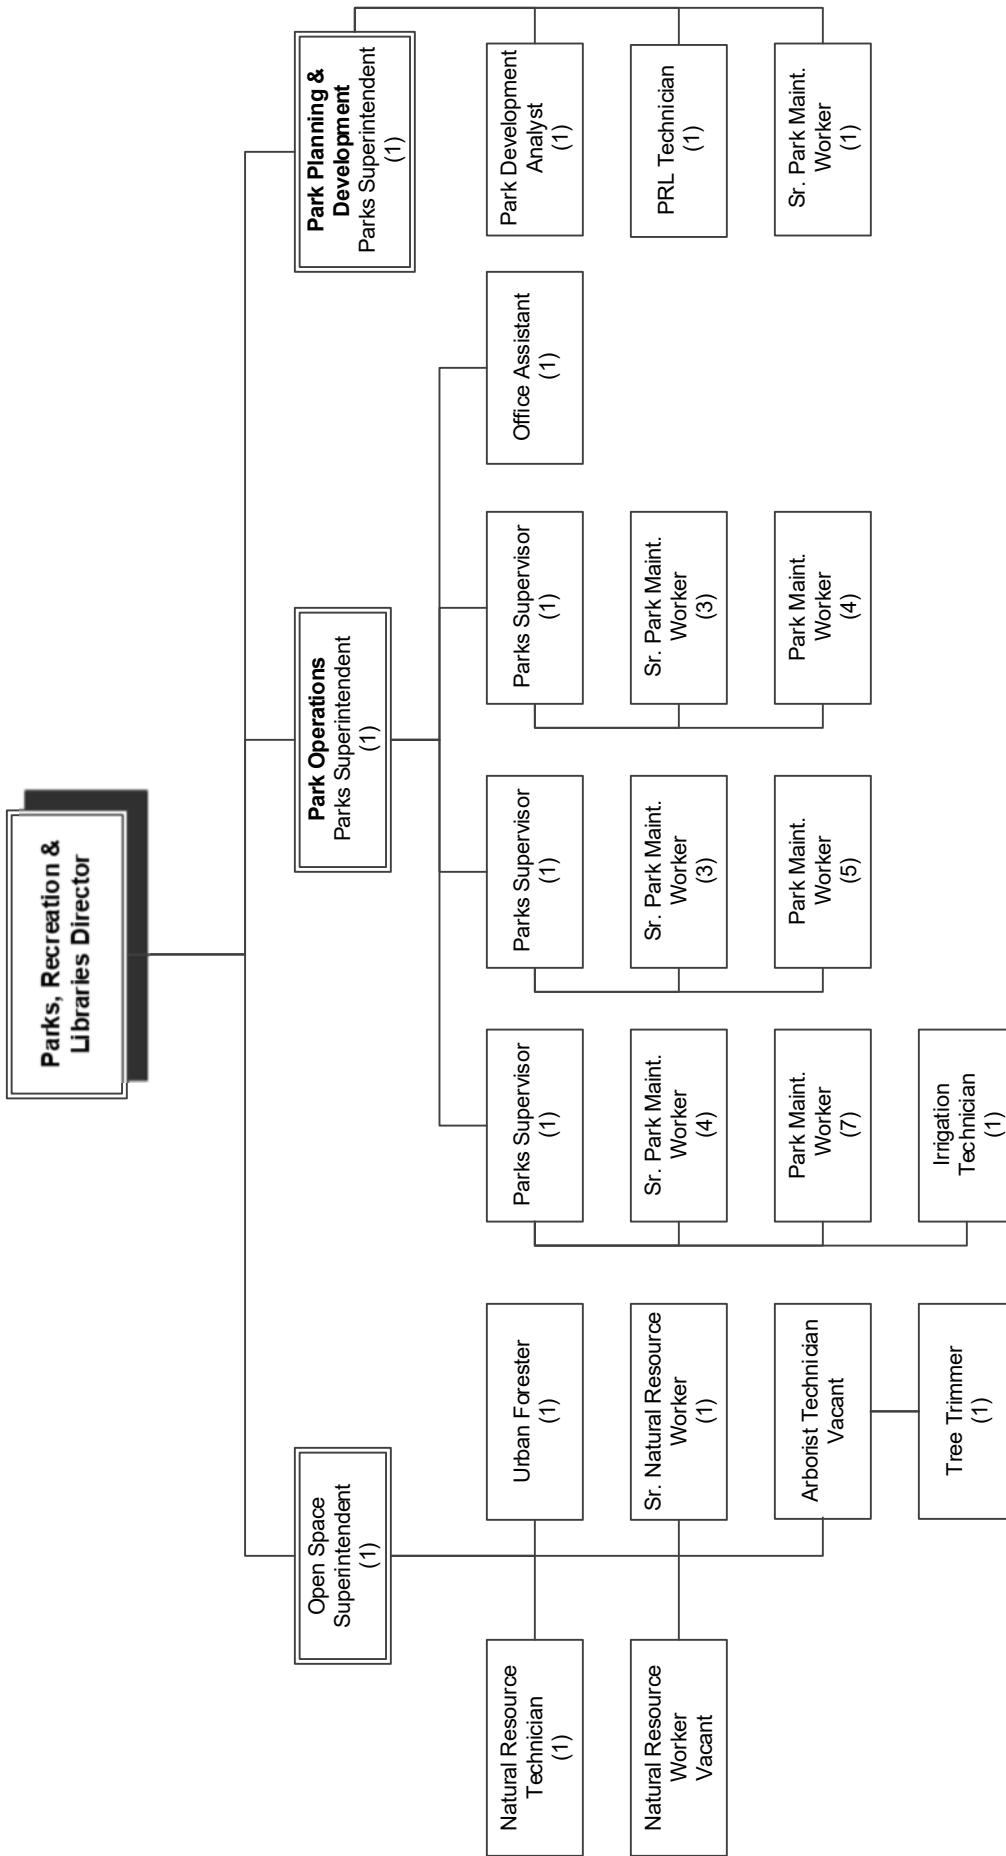 Parks, Recreation &
Libraries Director
Open Space
Superintendent
(1)
Natural Resource
Technician
(1)
Urban Forester
(1)
Natural Resource
Worker
Vacant
Sr. Natural Resource
Worker
(1)
Arborist Technician
Vacant
Tree Trimmer
(1)
Park Operations
Parks Superintendent
(1)
Parks Supervisor
(1)
Sr. Park Maint.
Worker
(4)
Park Maint.
Worker
(7)
Irrigation
Technician
(1)
Parks Supervisor
(1)
Sr. Park Maint.
Worker
(3)
Park Maint.
Worker
(5)
Parks Supervisor
(1)
Sr. Park Maint.
Worker
(3)
Park Maint.
Worker
(4)
Office Assistant
(1)
Park Planning &
Development
Parks Superintendent
(1)
Park Development
Analyst
(1)
PRL Technician
(1)
Sr. Park Maint.
Worker
(1)